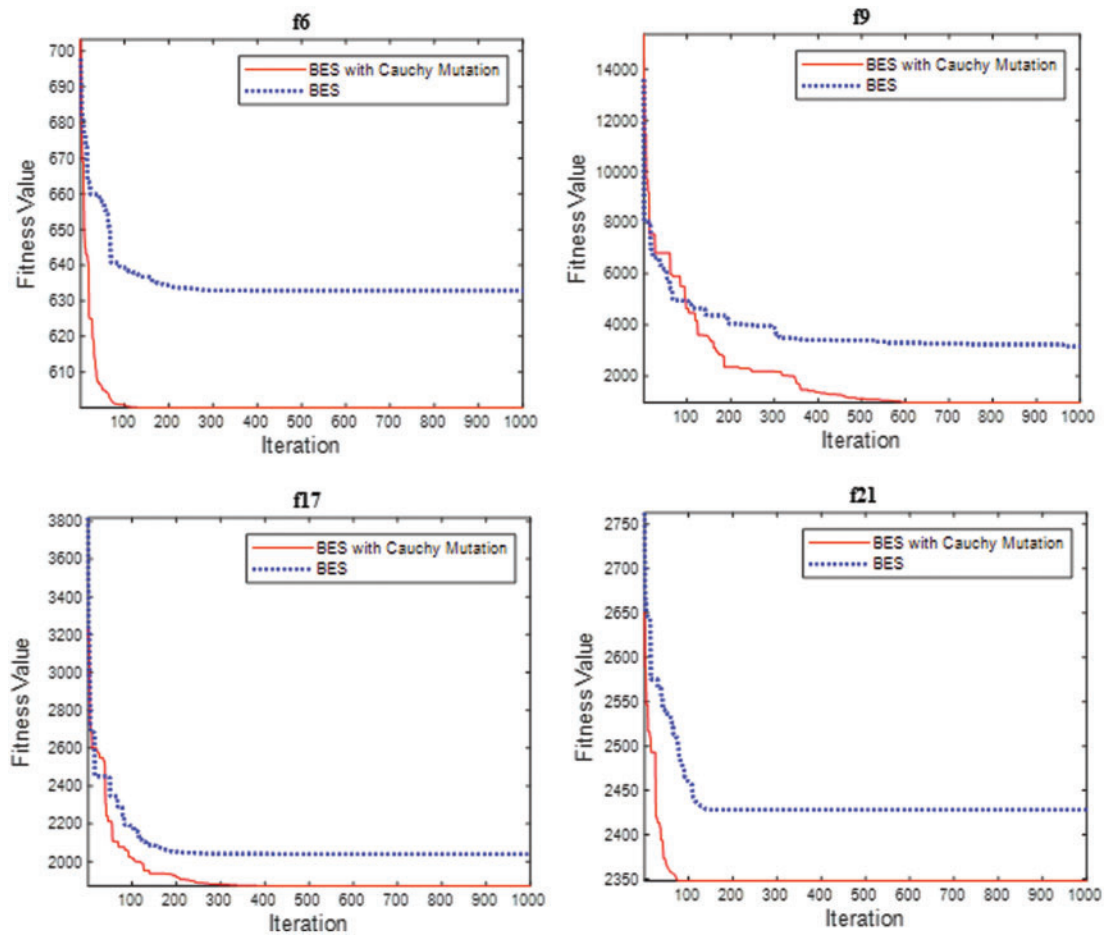 f6
700
690
680
670
660
650
640
630
620
610
Fitness Value
BES with Cauchy Mutation
BES
100 200 300 400 500 600 700 800 900 1000
Iteration
f9
14000
12000
10000
8000
6000
4000
2000
Fitness Value
BES with Cauchy Mutation
BES
100 200 300 400 500 600 700 800 900 1000
Iteration
f17
3800
3600
3400
3200
3000
2800
2600
2400
2200
2000
Fitness Value
BES with Cauchy Mutation
BES
100 200 300 400 500 600 700 800 900 1000
Iteration
f21
2750
2700
2650
2600
2550
2500
2450
2400
2350
Fitness Value
BES with Cauchy Mutation
BES
100 200 300 400 500 600 700 800 900 1000
Iteration